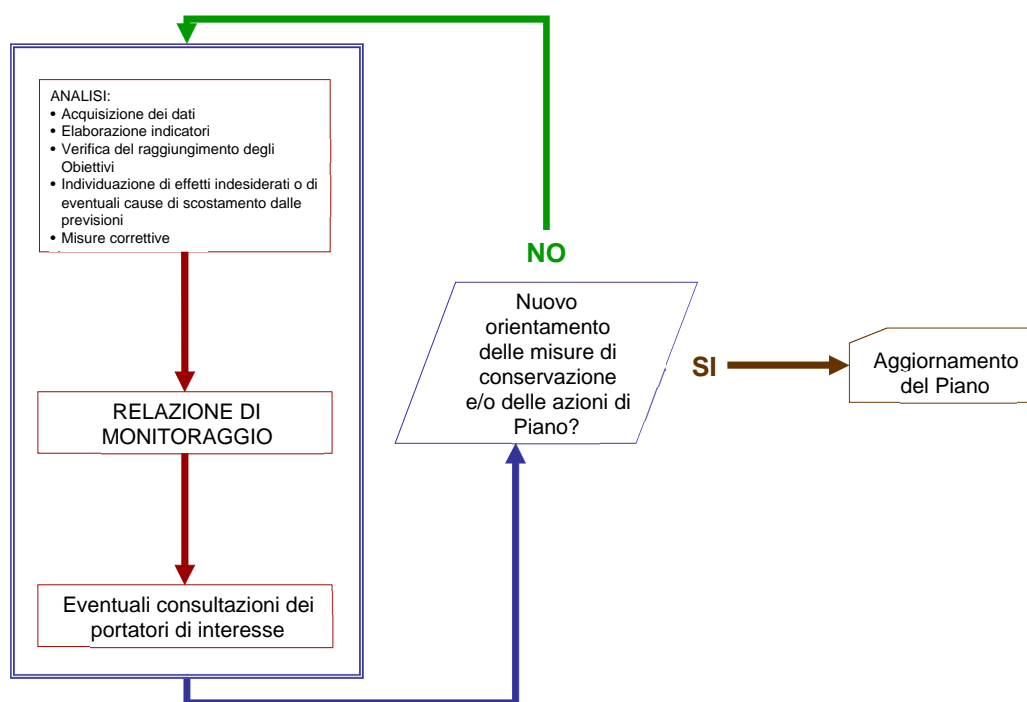 ANALISI:
• Acquisizione dei dati
• Elaborazione indicatori
• Verifica del raggiungimento degli
Obiettivi
• Individuazione di effetti indesiderati o di
eventuali cause di scostamento dalle
previsioni
• Misure correttive
RELAZIONE DI
MONITORAGGIO
Eventuali consultazioni dei
portatori di interesse
NO
Nuovo
orientamento
delle misure di
conservazione
e/o delle azioni di
Piano?
SI
Aggiornamento
del Piano